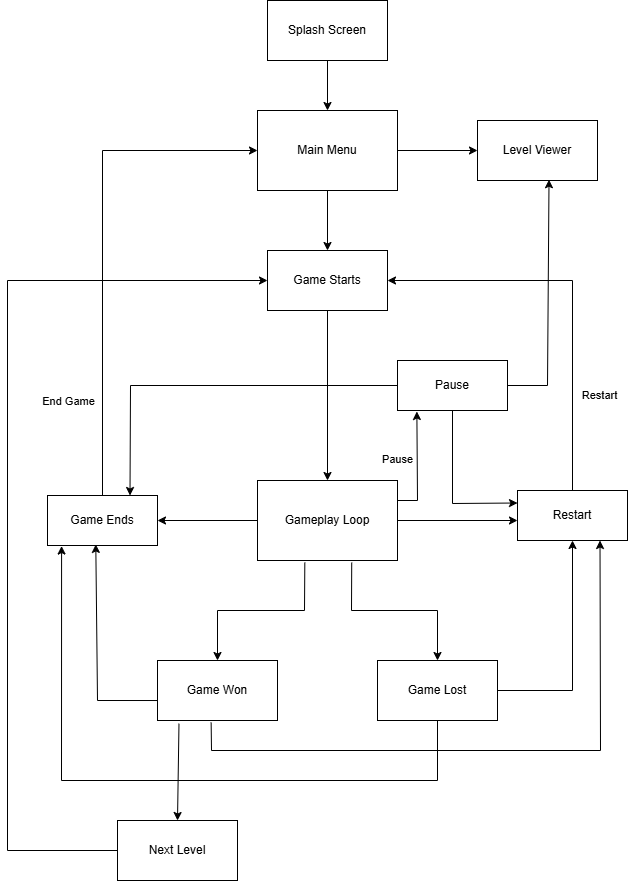 Splash Screen
Main Menu
Level Viewer
Game Starts
Pause
End Game
Restart
Pause
Game Ends
Gameplay Loop
Restart
Game Won
Game Lost
Next Level